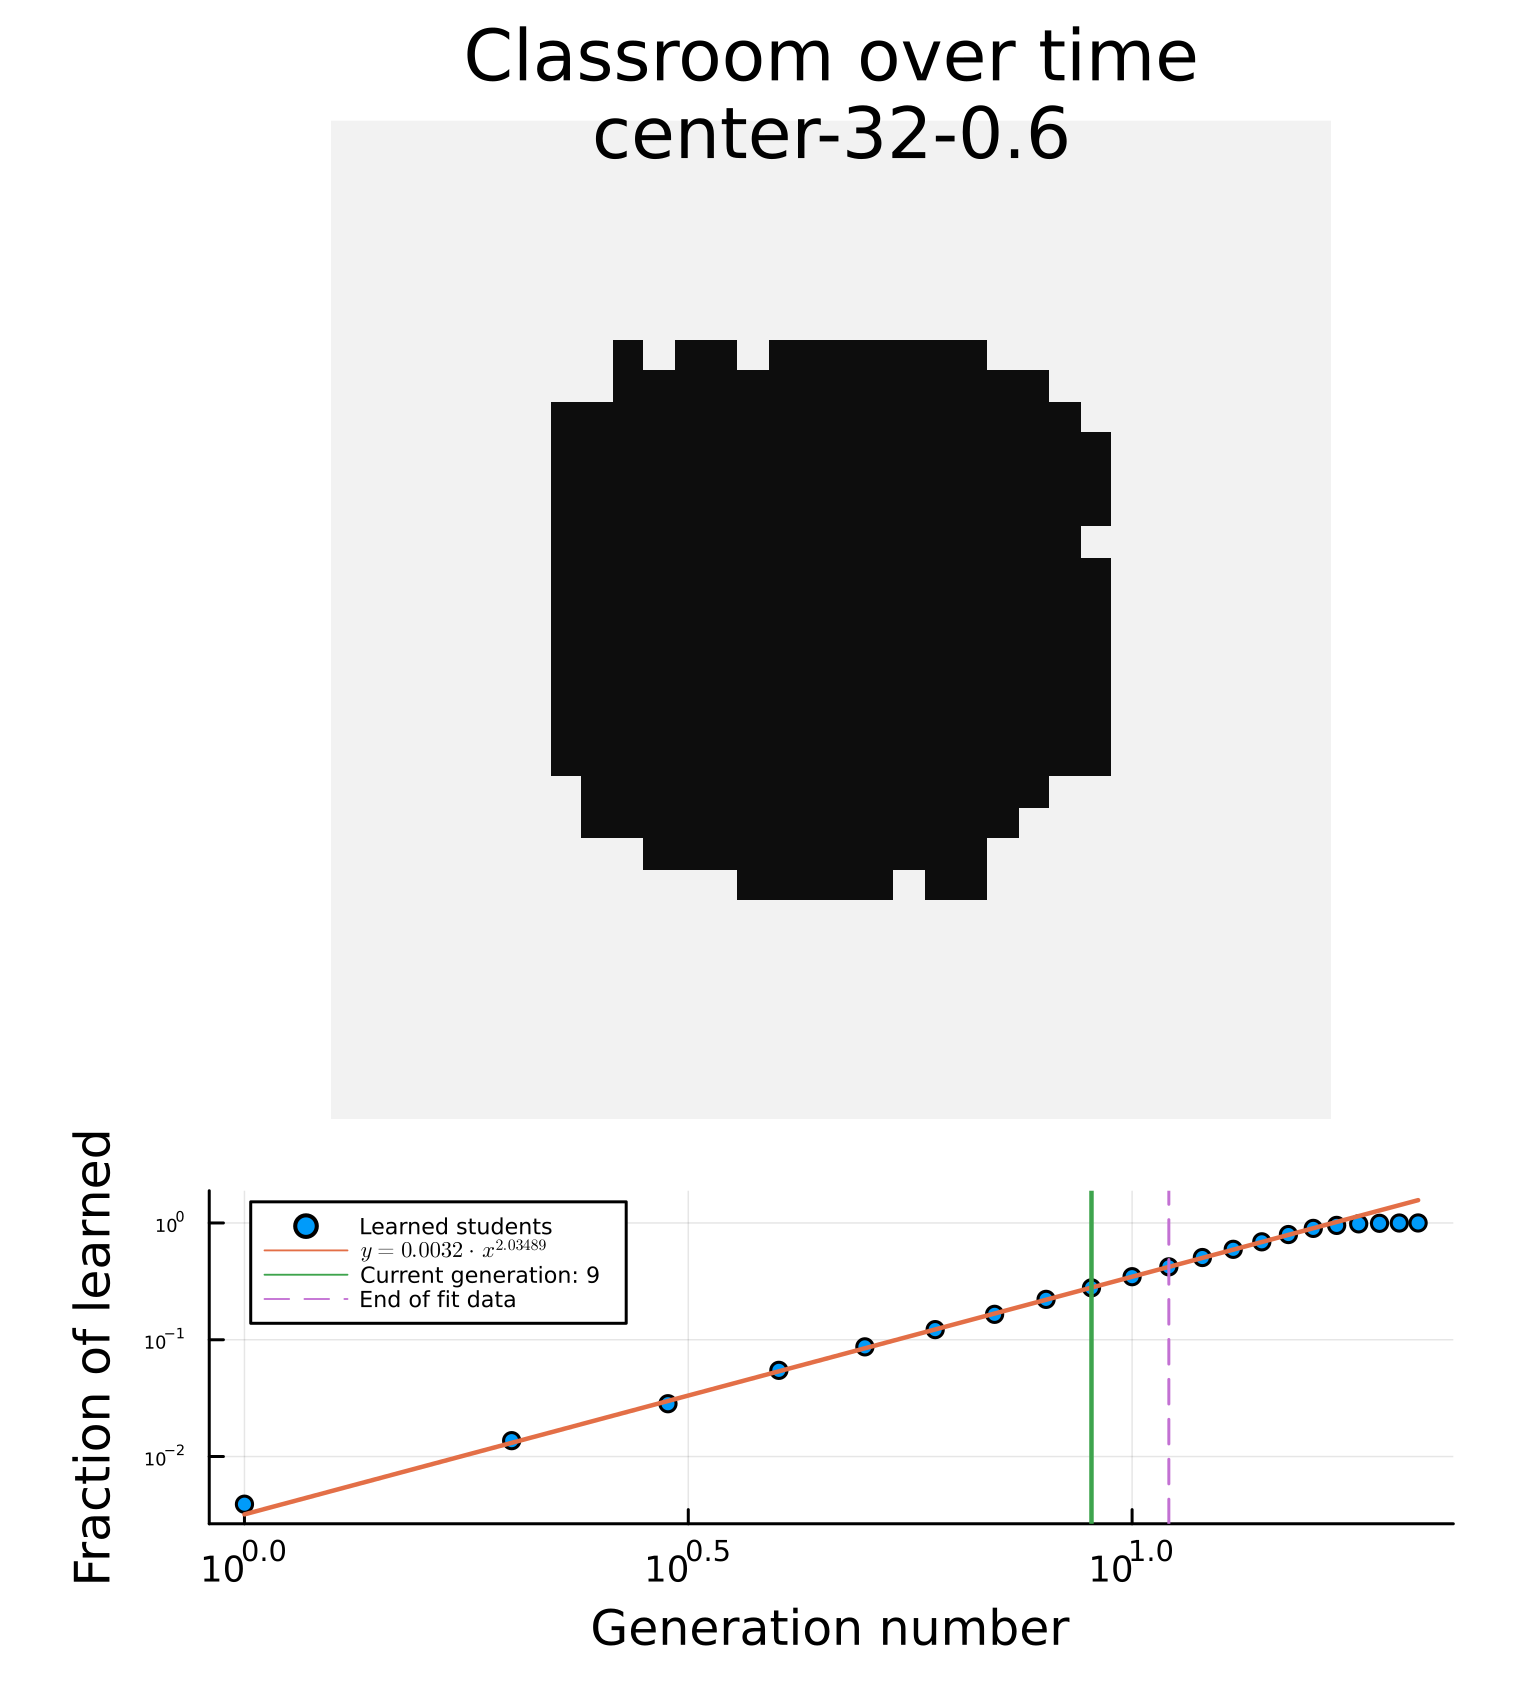 Classroom over time
center-32-0.6
Fraction of learned
10⁰
10⁻¹
10⁻²
Learned students
y = 0.0032 · x^2.03489
Current generation: 9
End of fit data
10^0.0
10^0.5
10^1.0
Generation number